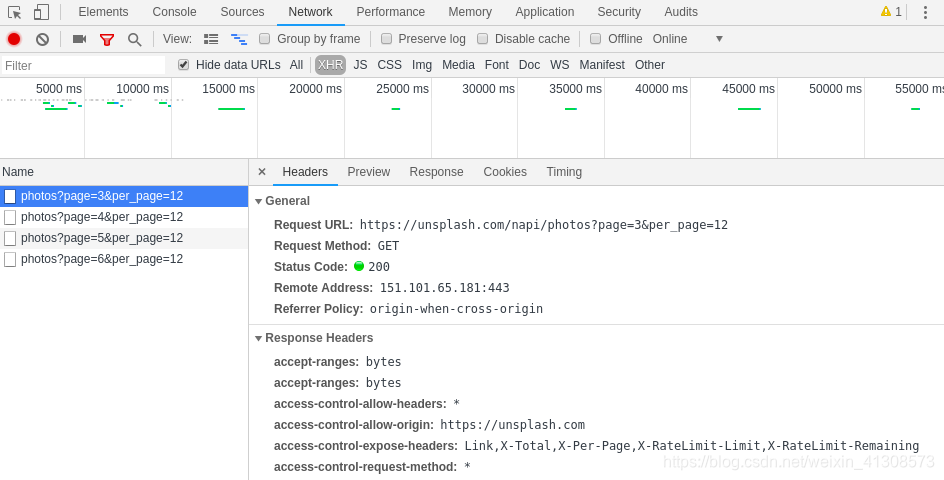 Elements Console Sources Network Performance Memory Application Security Audits 1
View: Group by frame Preserve log Disable cache Offline Online
Filter Hide data URLs All XHR JS CSS Img Media Font Doc WS Manifest Other
5000 ms 10000 ms 15000 ms 20000 ms 25000 ms 30000 ms 35000 ms 40000 ms 45000 ms 50000 ms 55000 ms
Name
photos?page=3&per_page=12
photos?page=4&per_page=12
photos?page=5&per_page=12
photos?page=6&per_page=12
× Headers Preview Response Cookies Timing
General
Request URL: https://unsplash.com/napi/photos?page=3&per_page=12
Request Method: GET
Status Code: 200
Remote Address: 151.101.65.181:443
Referrer Policy: origin-when-cross-origin
Response Headers
accept-ranges: bytes
accept-ranges: bytes
access-control-allow-headers: *
access-control-allow-origin: https://unsplash.com
access-control-expose-headers: Link,X-Total,X-Per-Page,X-RateLimit-Limit,X-RateLimit-Remaining
access-control-request-method: *
https://blog.csdn.net/weixin_41308573